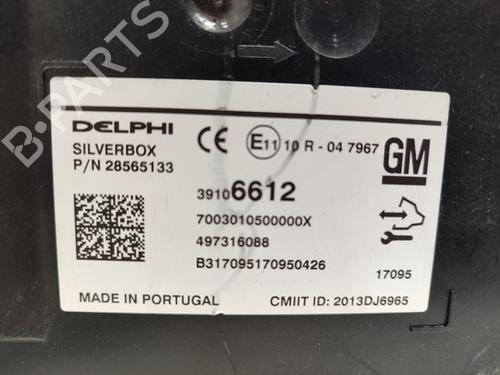 B-PARTS
DELPHI
SILVERBOX
P/N 28565133
CE
E11 10 R - 04 7967
GM
39106612
7003010500000X
497316088
B317095170950426
17095
MADE IN PORTUGAL
CMIIT ID: 2013DJ6965